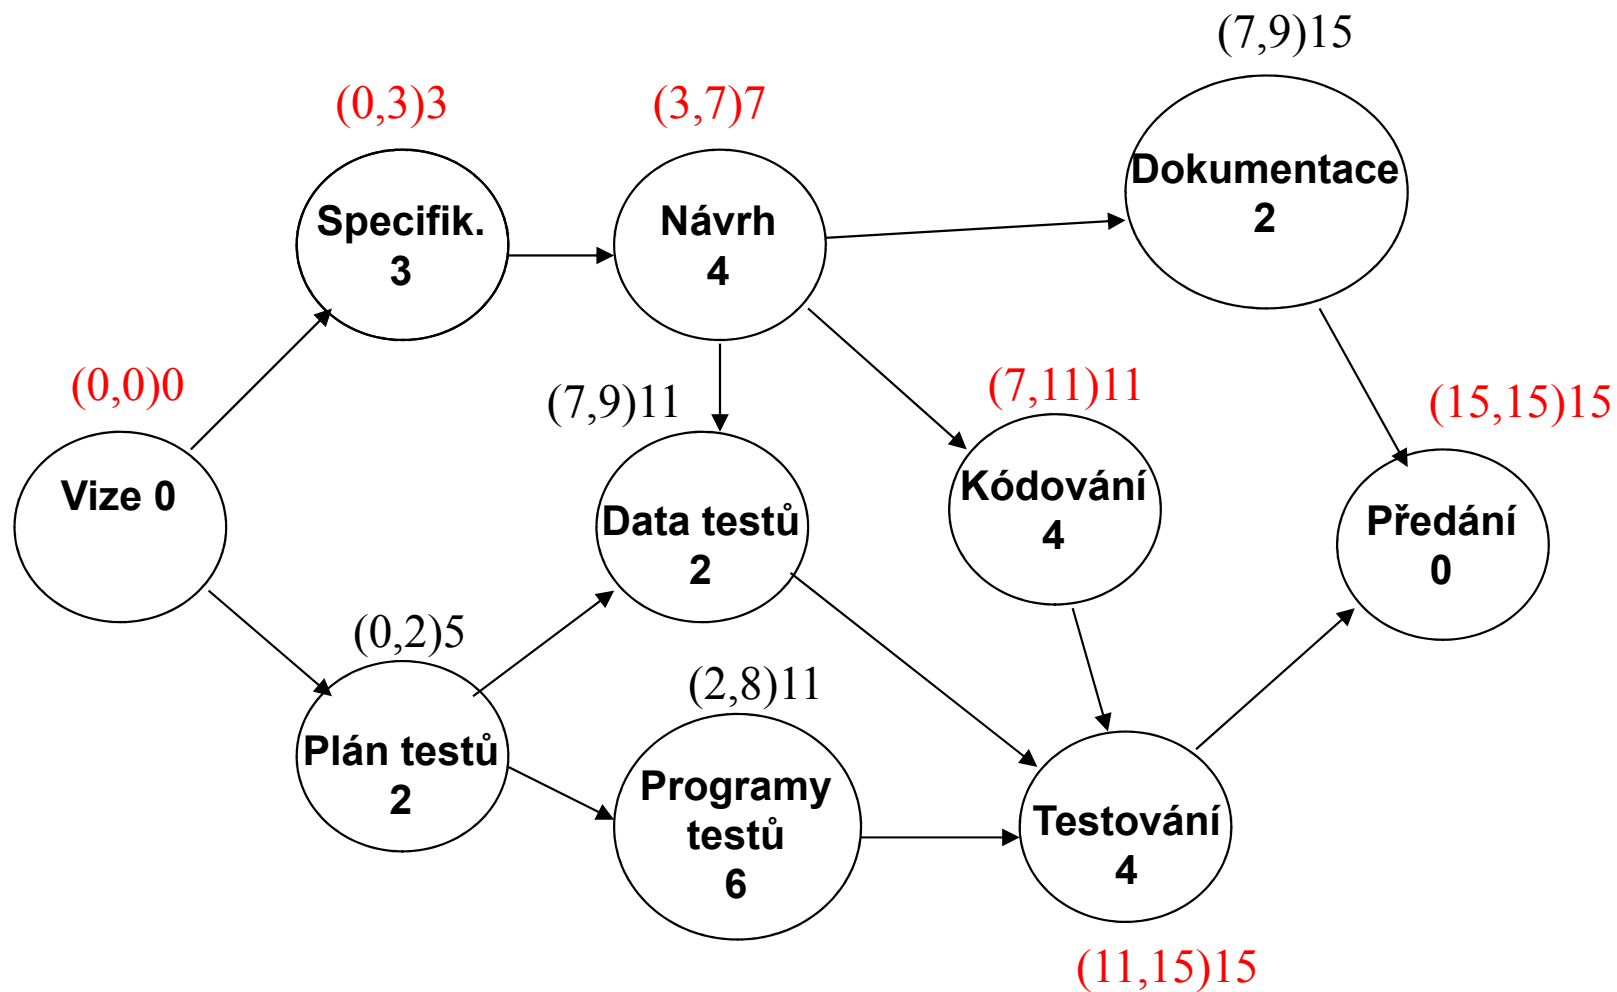 (7,9)15
(0,3)3
(3,7)7
Dokumentace
2
Specifik.
3
Návrh
4
(0,0)0
(7,9)11
(7,11)11
(15,15)15
Vize 0
Data testů
2
Kódování
4
Předání
0
(0,2)5
(2,8)11
Plán testů
2
Programy
testů
6
Testování
4
(11,15)15